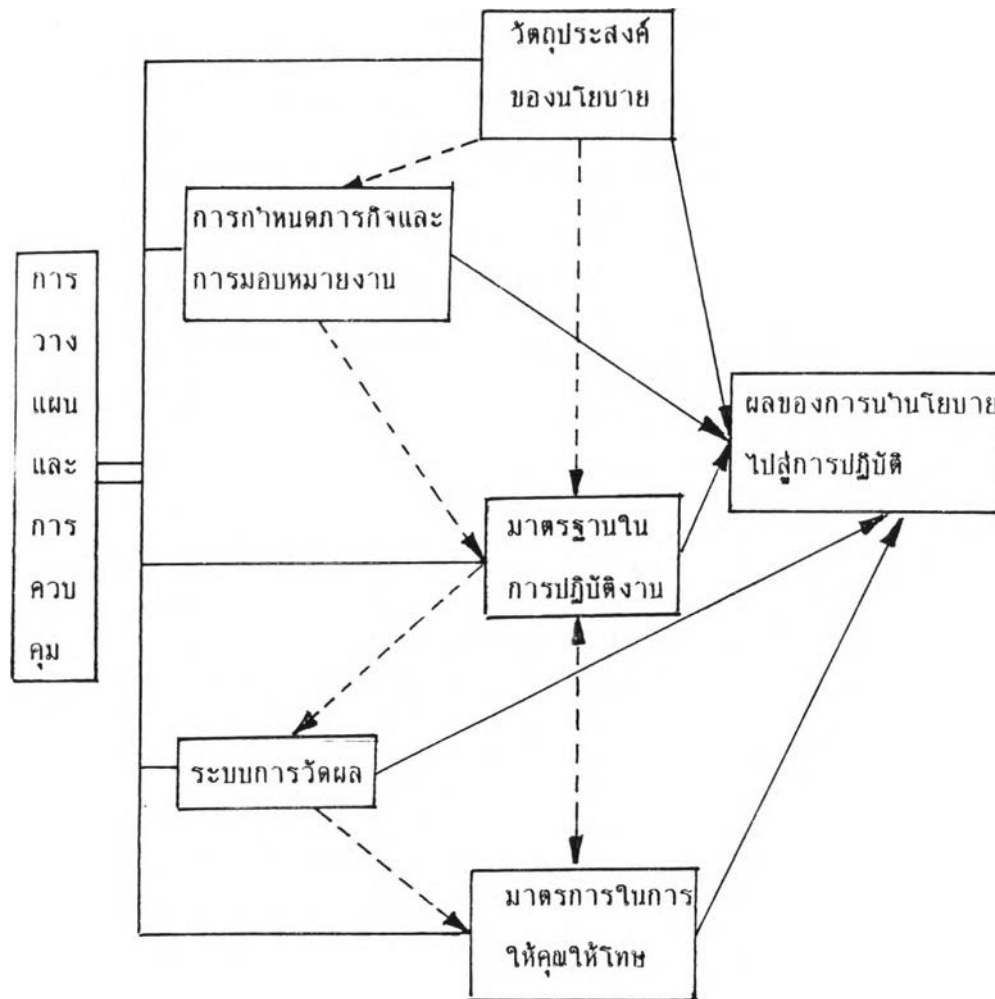 วัตถุประสงค์
ของนโยบาย
การกำหนดภารกิจและ
การมอบหมายงาน
การ
วาง
แผน
และ
การ
ควบ
คุม
ผลของการนำนโยบาย
ไปสู่การปฏิบัติ
มาตรฐานใน
การปฏิบัติงาน
ระบบการวัดผล
มาตรการในการ
ให้คุณให้โทษ